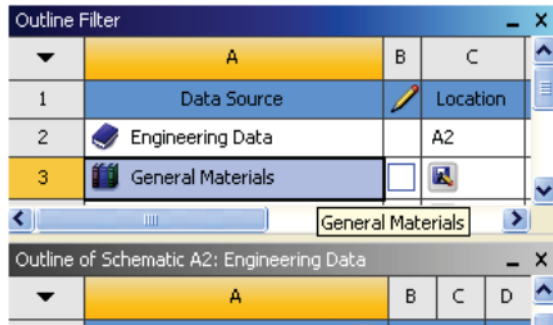 Outline Filter
A B C
1 Data Source Location
2 Engineering Data A2
3 General Materials
General Materials
Outline of Schematic A2: Engineering Data
A B C D